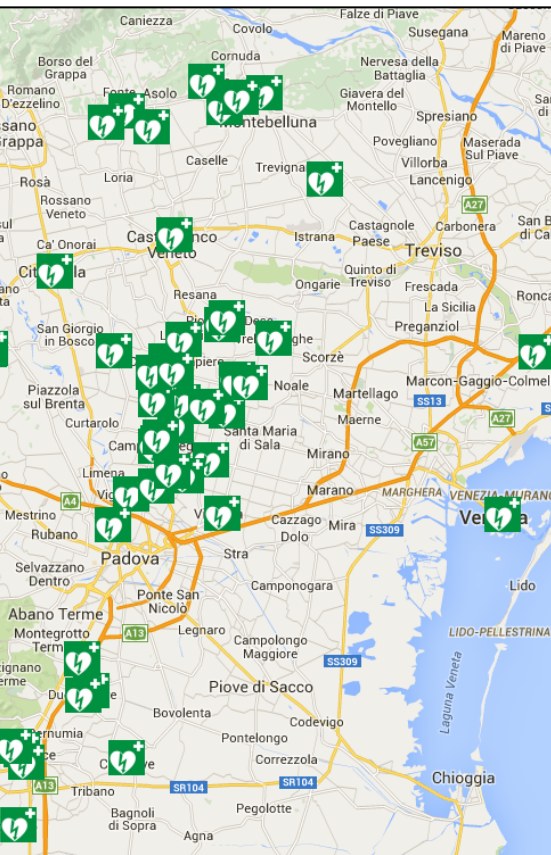 Caniezza
Falze di Piave
Covolo
Susegana
Mareno
di Piave
Borso del
Grappa
Cornuda
Nervesa della
Battaglia
Romano
D'ezzelino
Fonte
Asolo
Giavera del
Montello
Spresiano
Montebelluna
Povegliano
Maserada
Sul Piave
Caselle
Villorba
Lancenigo
Loria
Rosà
Rossano
Veneto
A27
Carbonera
Castagnole
Istrana
Paese
Treviso
Ca' Onorai
Veneto
Quinto di
Treviso
Frescada
Ongarie
Resana
La Sicilia
Preganziol
San Giorgio
in Bosco
Scorzè
Noale
Marcon-Gaggio-Colmel
Piazzola
sul Brenta
Martellago
SS13
Maerne
A27
Curtarolo
Santa Maria
di Sala
A57
Mirano
Limena
Marano
MARGHERA
VENEZIA-MURANO
A4
Mestrino
Cazzago
Mira
SS309
Rubano
Dolo
Padova
Stra
Selvazzano
Dentro
Camponogara
Lido
Ponte San
Nicolò
Abano Terme
Montegrotto
A13
Legnaro
LIDO-PELLESTRINA
Campolongo
Maggiore
SS309
Laguna Veneta
Piove di Sacco
Bovolenta
Codevigo
Pontelongo
Correzzola
Chioggia
A13
Tribano
SR104
SR104
Bagnoli
di Sopra
Pegolotte
Agna